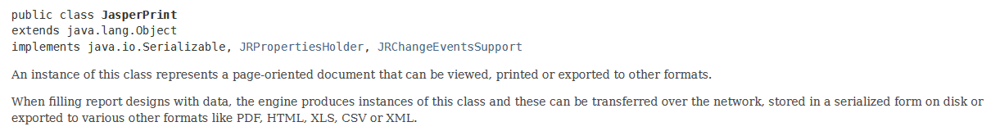 public class JasperPrint
extends java.lang.Object
implements java.io.Serializable, JRPropertiesHolder, JRChangeEventsSupport
An instance of this class represents a page-oriented document that can be viewed, printed or exported to other formats.
When filling report designs with data, the engine produces instances of this class and these can be transferred over the network, stored in a serialized form on disk or
exported to various other formats like PDF, HTML, XLS, CSV or XML.